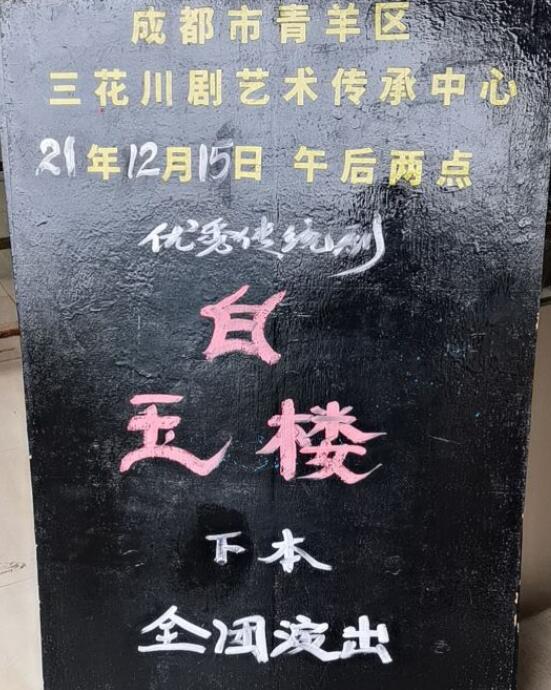 成都市青羊区
三花川剧艺术传承中心
21年12月15日 午后两点
优秀传统剧
白
玉楼
下本
全团演出